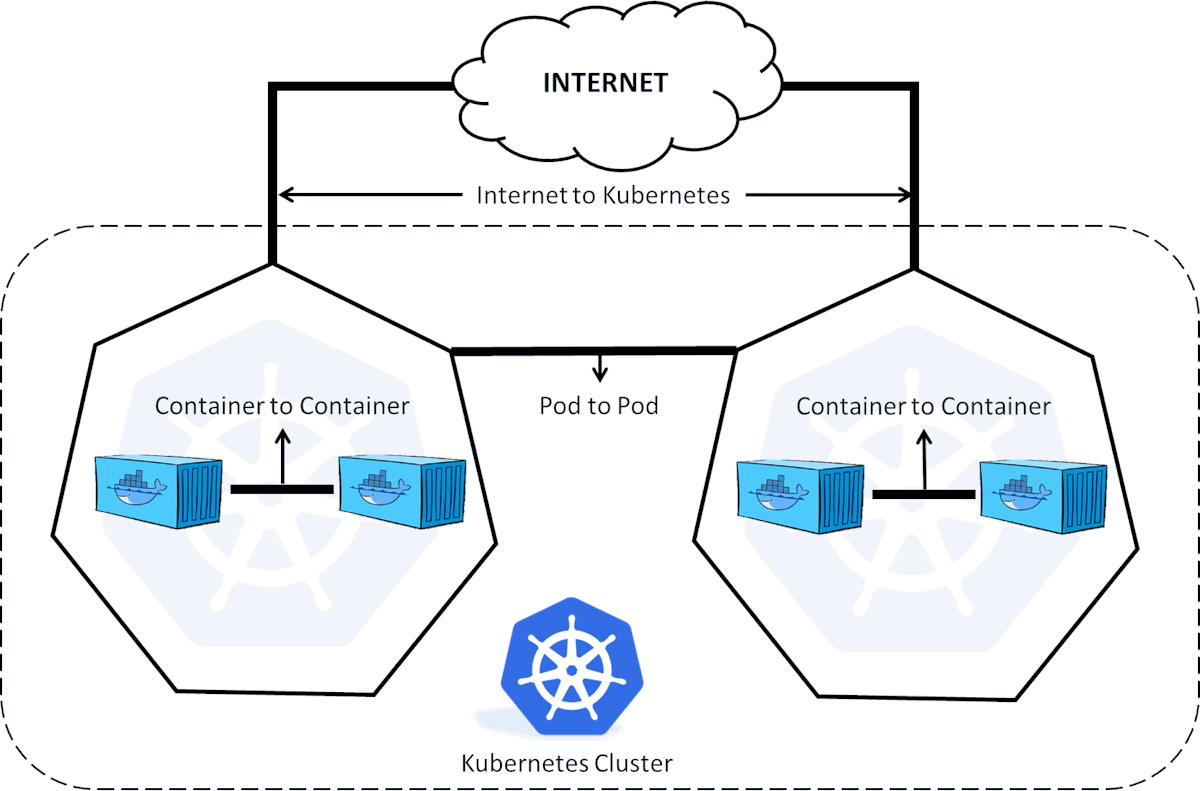 INTERNET
Internet to Kubernetes
Container to Container
Pod to Pod
Container to Container
Kubernetes Cluster